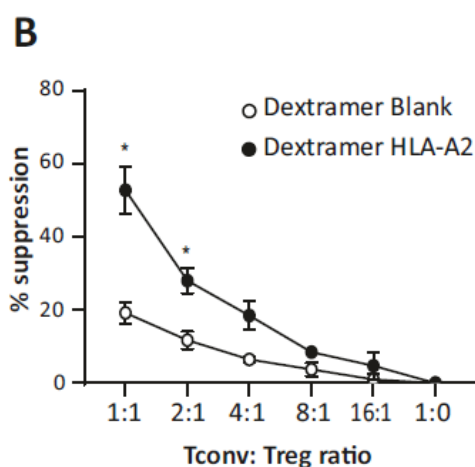 B
80
60
40
20
0
% suppression
Dextramer Blank
Dextramer HLA-A2
*
*
1:1 2:1 4:1 8:1 16:1 1:0
Tconv: Treg ratio